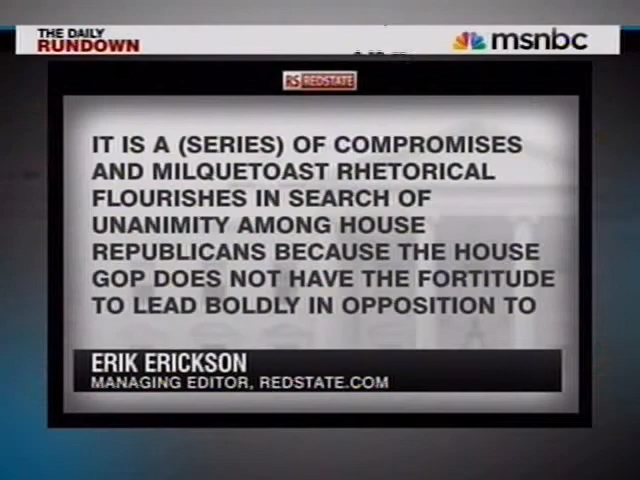 THE DAILY
RUNDOWN
msnbc
RS REDSTATE
IT IS A (SERIES) OF COMPROMISES
AND MILQUETOAST RHETORICAL
FLOURISHES IN SEARCH OF
UNANIMITY AMONG HOUSE
REPUBLICANS BECAUSE THE HOUSE
GOP DOES NOT HAVE THE FORTITUDE
TO LEAD BOLDLY IN OPPOSITION TO
ERIK ERICKSON
MANAGING EDITOR, REDSTATE.COM